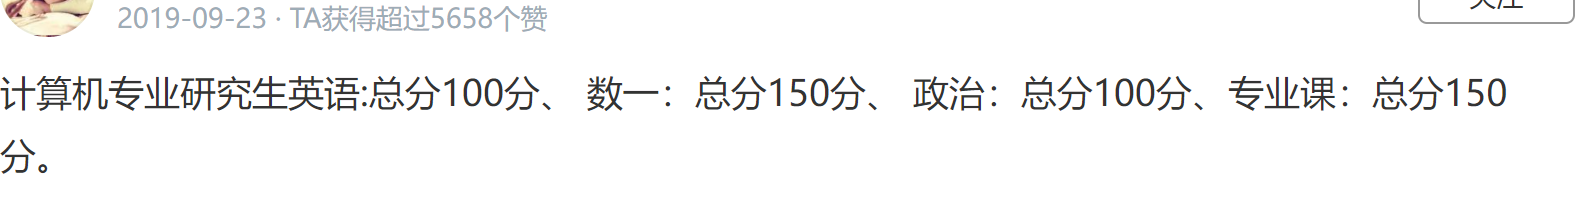 2019-09-23 · TA获得超过5658个赞
计算机专业研究生英语:总分100分、 数一：总分150分、 政治：总分100分、专业课：总分150
分。